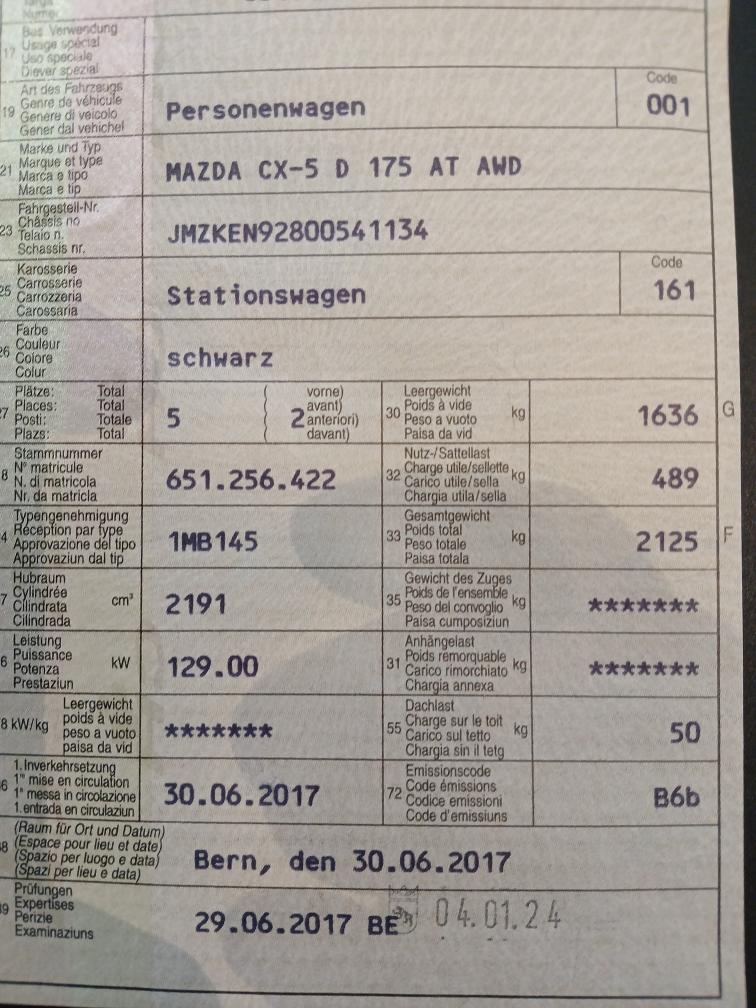 Numer
17 Bes Verwendung
Usage spécial
Uso speciale
Diever spezial
19 Art des Fahrzeugs
Genre de véhicule
Genere di veicolo
Gener dal vehichel
Personenwagen
Code
001
21 Marke und Typ
Marque et type
Marca e tipo
Marca e tip
MAZDA CX-5 D 175 AT AWD
23 Fahrgestell-Nr.
Châssis no
Telaio n.
Schassis nr.
JMZKEN92800541134
25 Karosserie
Carrosserie
Carrozzeria
Carossaria
Stationswagen
Code
161
26 Farbe
Couleur
Colore
Colur
schwarz
27 Plätze: Total
Places: Total
Posti: Totale
Plazs: Total
5
( vorne)
( avant)
( 2 anteriori)
( davant)
30 Leergewicht
Poids à vide
Peso a vuoto
Paisa da vid
kg
1636
G
8 Stammnummer
N° matricule
N. di matricola
Nr. da matricla
651.256.422
32 Nutz-/Sattellast
Charge utile/sellette
Carico utile/sella
Chargia utila/sella
kg
489
4 Typengenehmigung
Réception par type
Approvazione del tipo
Approvaziun dal tip
1MB145
33 Gesamtgewicht
Poids total
Peso totale
Paisa totala
kg
2125
F
7 Hubraum
Cylindrée
Cilindrata
Cilindrada
cm³
2191
35 Gewicht des Zuges
Poids de l'ensemble
Peso del convoglio
Paisa cumposiziun
kg
*******
6 Leistung
Puissance
Potenza
Prestaziun
kW
129.00
31 Anhängelast
Poids remorquable
Carico rimorchiato
Chargia annexa
kg
*******
8 kW/kg
Leergewicht
poids à vide
peso a vuoto
paisa da vid
*******
55 Dachlast
Charge sur le toit
Carico sul tetto
Chargia sin il tetg
kg
50
6 1. Inverkehrsetzung
1re mise en circulation
1a messa in circolazione
1. entrada en circulaziun
30.06.2017
72 Emissionscode
Code émissions
Codice emissioni
Code d'emissiuns
B6b
38 (Raum für Ort und Datum)
(Espace pour lieu et date)
(Spazio per luogo e data)
(Spazi per lieu e data)
Bern, den 30.06.2017
39 Prüfungen
Expertises
Perizie
Examinaziuns
29.06.2017 BE 04.01.24